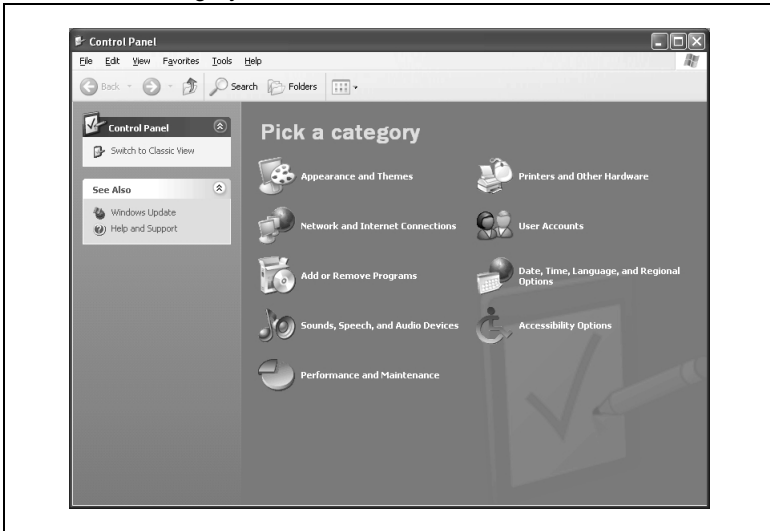 Control Panel
File Edit View Favorites Tools Help
Back Search Folders
Control Panel
Switch to Classic View
See Also
Windows Update
Help and Support
Pick a category
Appearance and Themes
Printers and Other Hardware
Network and Internet Connections
User Accounts
Add or Remove Programs
Date, Time, Language, and Regional
Options
Sounds, Speech, and Audio Devices
Accessibility Options
Performance and Maintenance